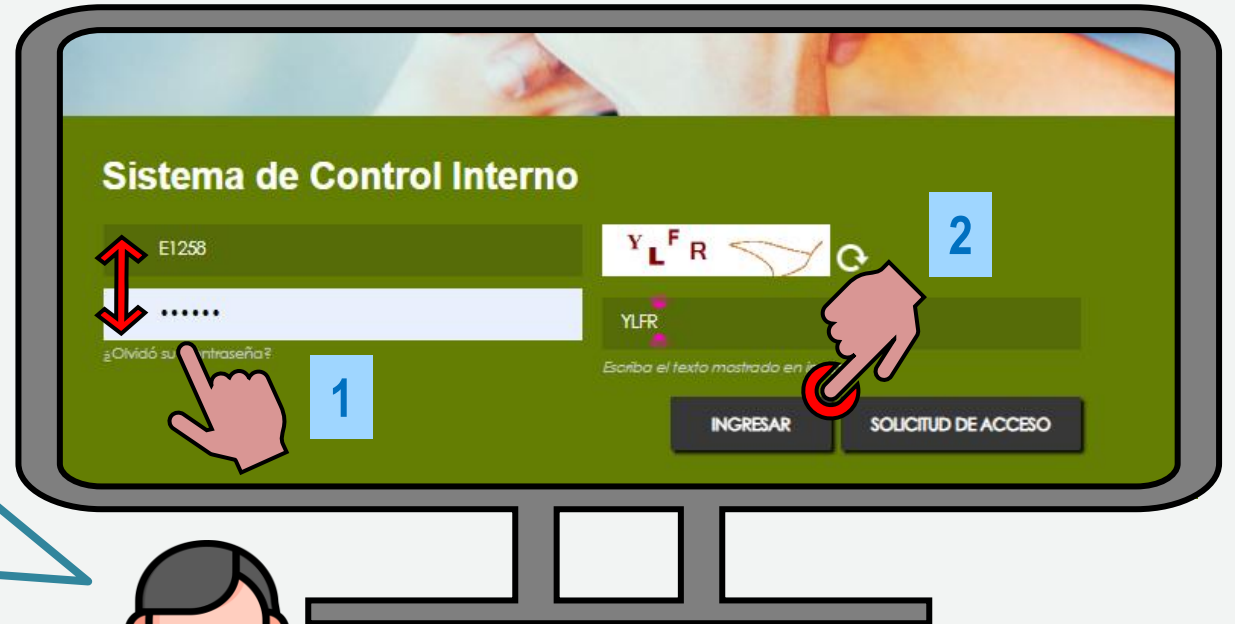 Sistema de Control Interno
E1258
••••••
¿Olvidó su contraseña?
1
Y L F R
2
YLFR
Escriba el texto mostrado en
INGRESAR
SOLICITUD DE ACCESO